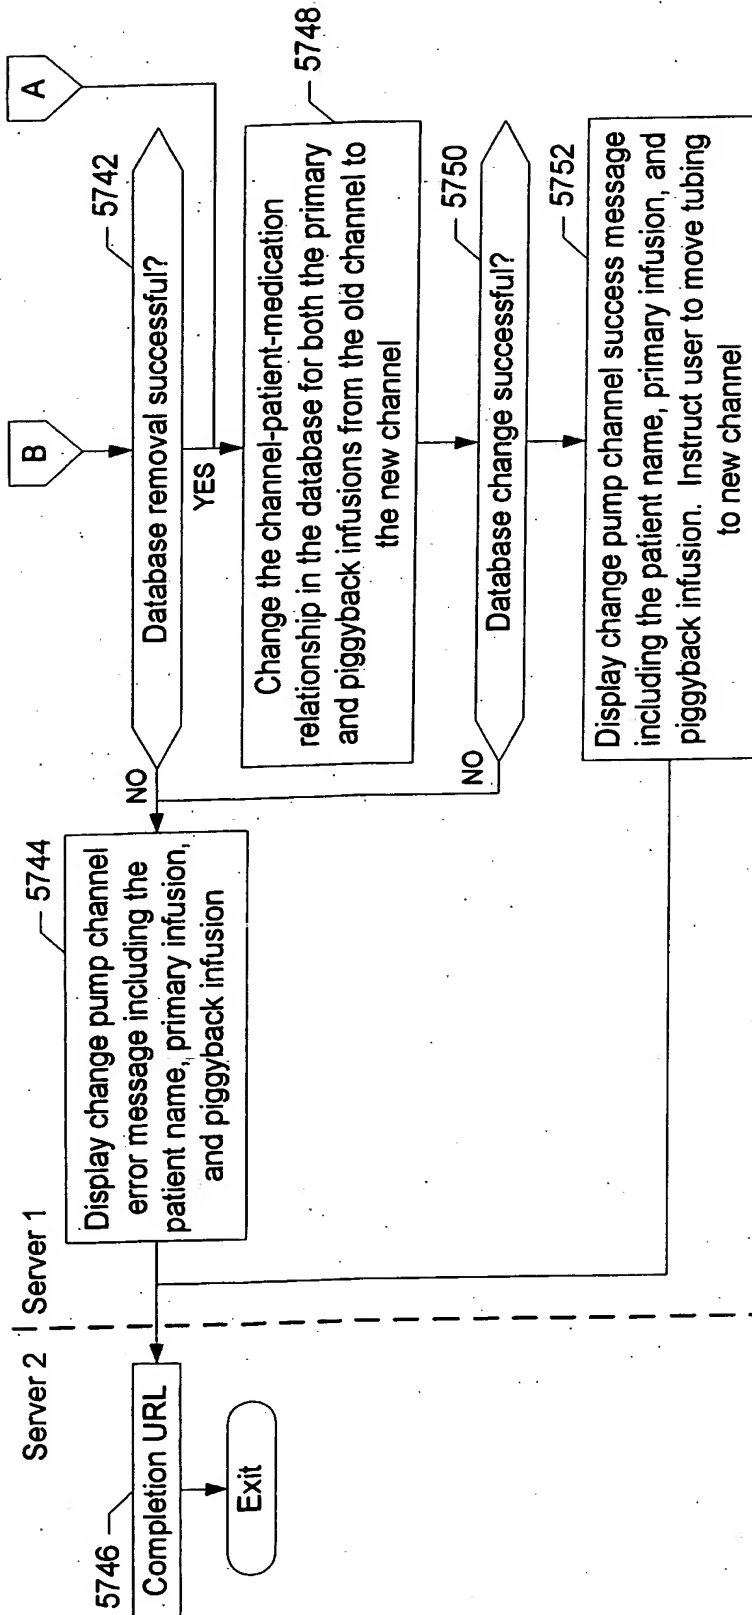 Server 2
Server 1
B
A
5742
Database removal successful?
YES
NO
5744
Display change pump channel
error message including the
patient name, primary infusion,
and piggyback infusion
5748
Change the channel-patient-medication
relationship in the database for both the primary
and piggyback infusions from the old channel to
the new channel
5750
Database change successful?
NO
5752
Display change pump channel success message
including the patient name, primary infusion, and
piggyback infusion. Instruct user to move tubing
to new channel
5746
Completion URL
Exit